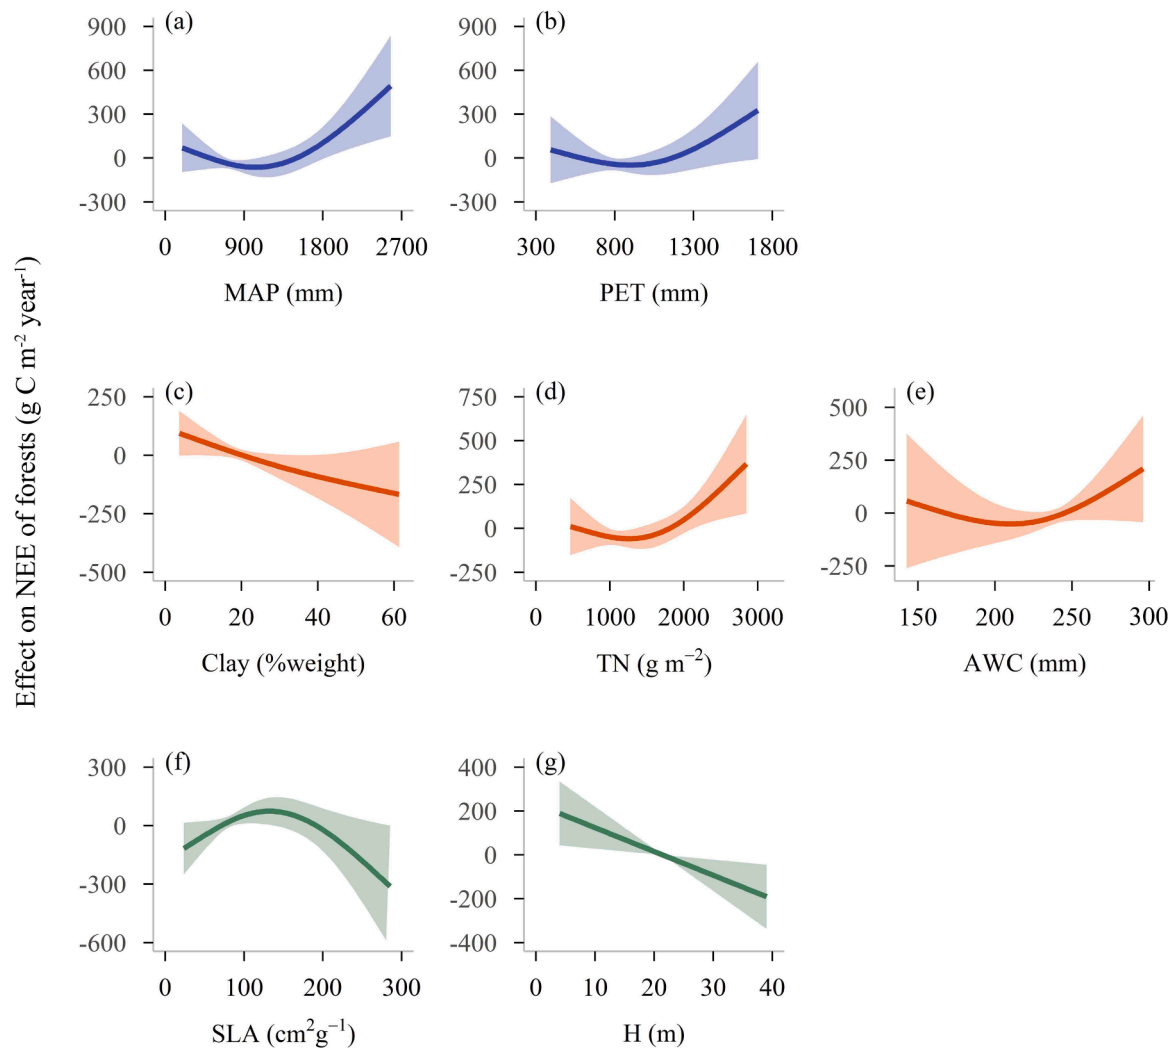 Effect on NEE of forests (g C m⁻² year⁻¹)
(a)
900
600
300
0
-300
0 900 1800 2700
MAP (mm)
(b)
900
600
300
0
-300
300 800 1300 1800
PET (mm)
(c)
250
0
-250
-500
0 20 40 60
Clay (%weight)
(d)
750
500
250
0
-250
0 1000 2000 3000
TN (g m⁻²)
(e)
500
250
0
-250
150 200 250 300
AWC (mm)
(f)
300
0
-300
-600
0 100 200 300
SLA (cm²g⁻¹)
(g)
400
200
0
-200
-400
0 10 20 30 40
H (m)